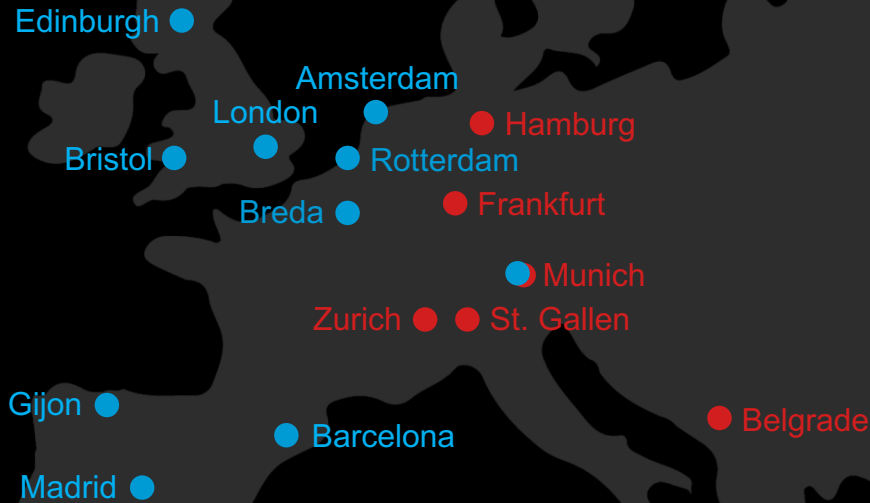 Edinburgh
Amsterdam
London
Hamburg
Bristol
Rotterdam
Frankfurt
Breda
Munich
Zurich
St. Gallen
Gijon
Barcelona
Belgrade
Madrid